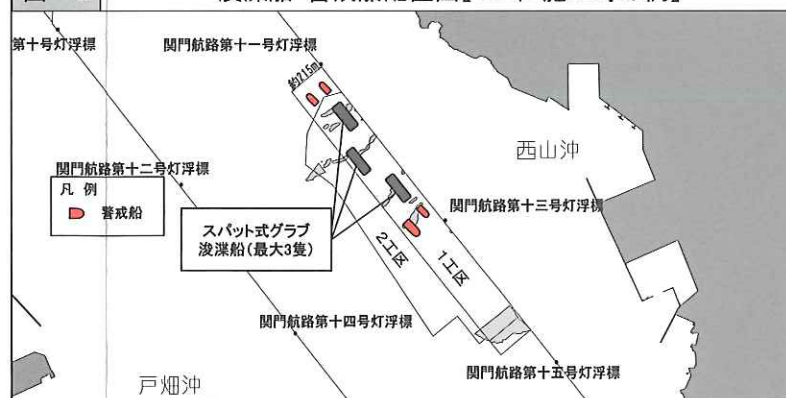 第十号灯浮標
関門航路第十一号灯浮標
約215m
西山沖
関門航路第十二号灯浮標
凡 例
警戒船
関門航路第十三号灯浮標
スパット式グラブ
浚渫船(最大3隻)
2工区
1工区
関門航路第十四号灯浮標
関門航路第十五号灯浮標
戸畑沖